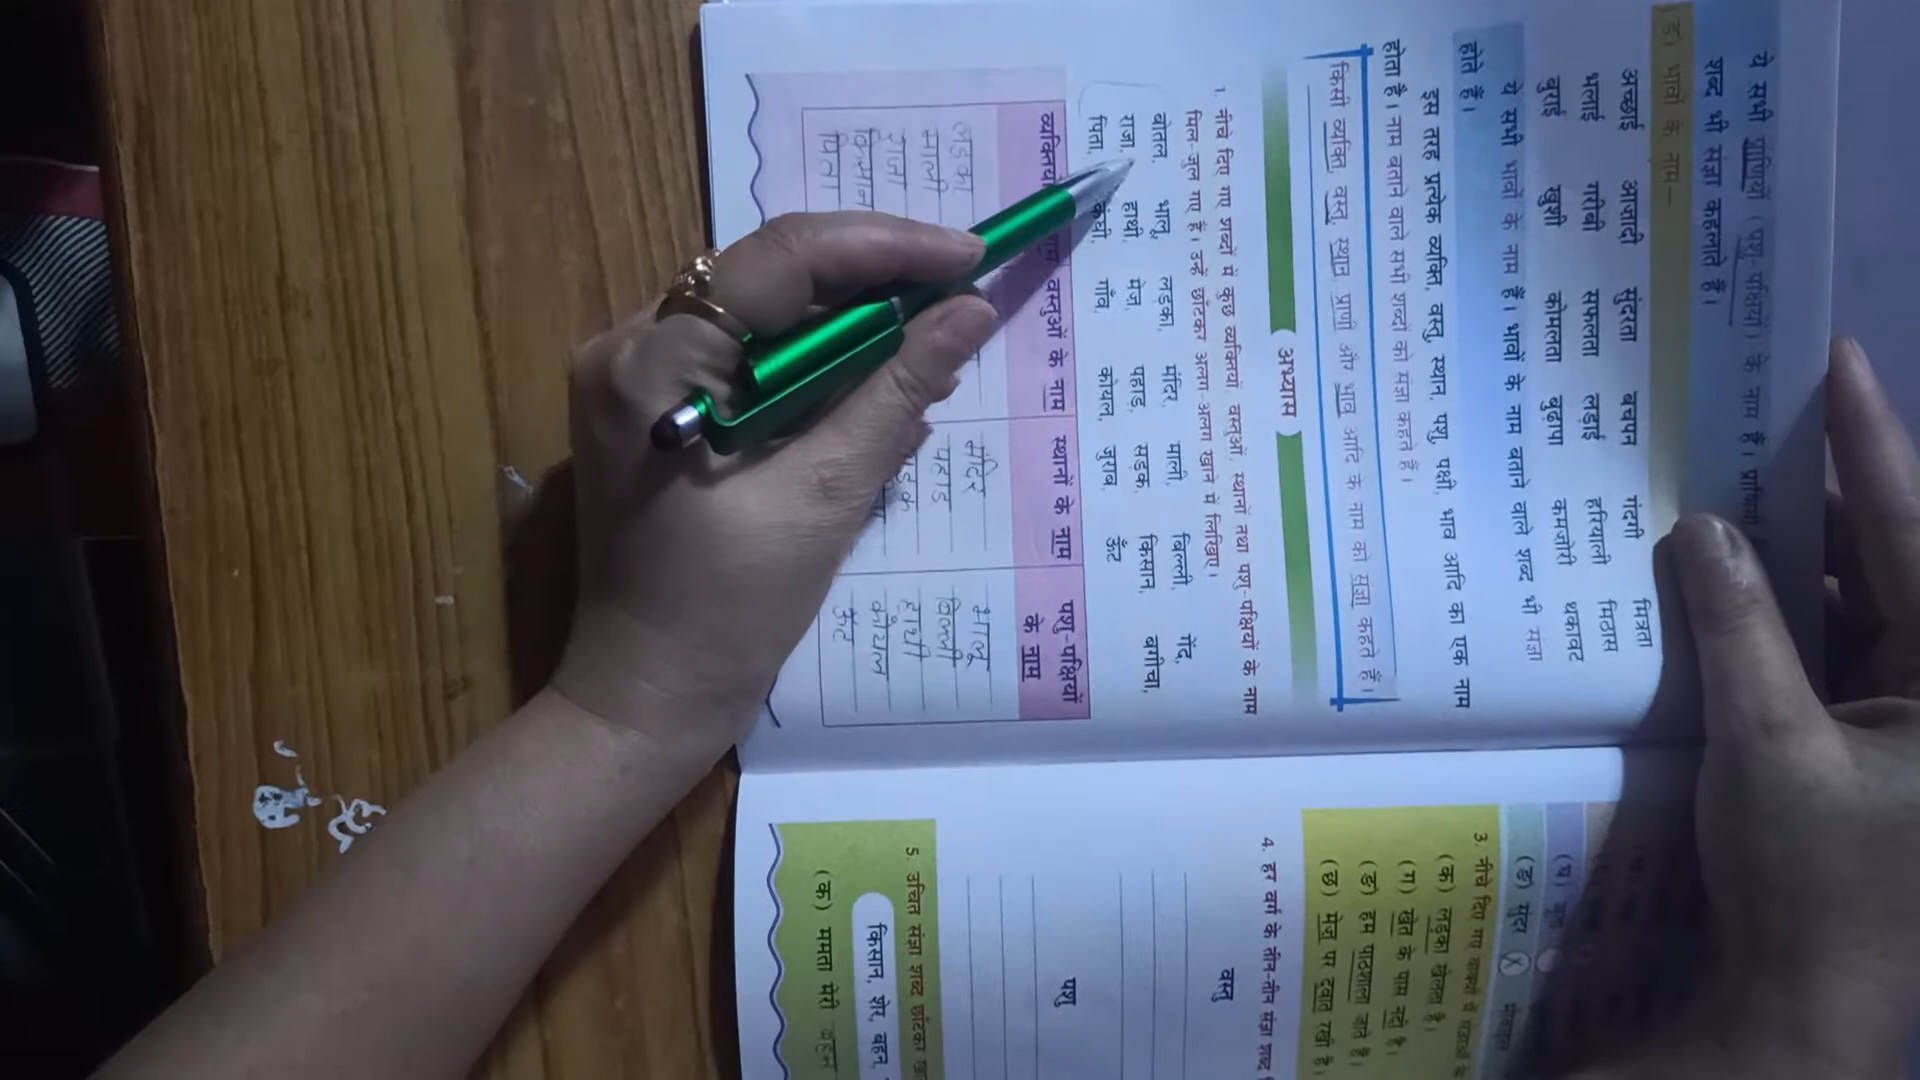 ये सभी प्राणियों (पशु-पक्षियों) के नाम हैं।
शब्द भी संज्ञा कहलाते हैं।
ङ) भावों के नाम—
अच्छाई आज़ादी सुंदरता बचपन गंदगी मित्रता
भलाई गरीबी सफलता लड़ाई हरियाली मिठास
बुराई खुशी कोमलता बुढ़ापा कमज़ोरी थकावट
ये सभी भावों के नाम हैं। भावों के नाम बताने वाले शब्द भी संज्ञा
होते हैं।
इस तरह प्रत्येक व्यक्ति, वस्तु, स्थान, पशु, पक्षी, भाव आदि का एक नाम
होता है। नाम बताने वाले सभी शब्दों को संज्ञा कहते हैं।
किसी व्यक्ति, वस्तु, स्थान, प्राणी और भाव आदि के नाम को संज्ञा कहते हैं।
अभ्यास
1. नीचे दिए गए शब्दों में कुछ व्यक्तियों, वस्तुओं, स्थानों तथा पशु-पक्षियों के नाम
मिल-जुल गए हैं। उन्हें छाँटकर अलग-अलग खाने में लिखिए।
बोतल, भालू, लड़का, मंदिर, माली, बिल्ली, गेंद,
राजा, हाथी, मेज़, पहाड़, सड़क, किसान, बगीचा,
पिता, कंघी, गाँव, कोयल, जुराब, ऊँट
व्यक्तियों नाम वस्तुओं के नाम स्थानों के नाम पशु-पक्षियों
के नाम
लड़का मंदिर भालू
माली पहाड़ बिल्ली
राजा हाथी
किसान कोयल
पिता ऊँट
(ङ) सुंदर X
3. नीचे दिए गए वाक्यों में
(क) लड़का खेलता है।
(ग) खेत के पास नदी है।
(ङ) हम पाठशाला जाते हैं।
(छ) मेज़ पर दवात रखी है।
4. हर वर्ग के तीन-तीन संज्ञा शब्द
वस्तु
पशु
5. उचित संज्ञा शब्द छाँटकर
किसान, शेर, बहन,
(क) ममता मेरी बहन